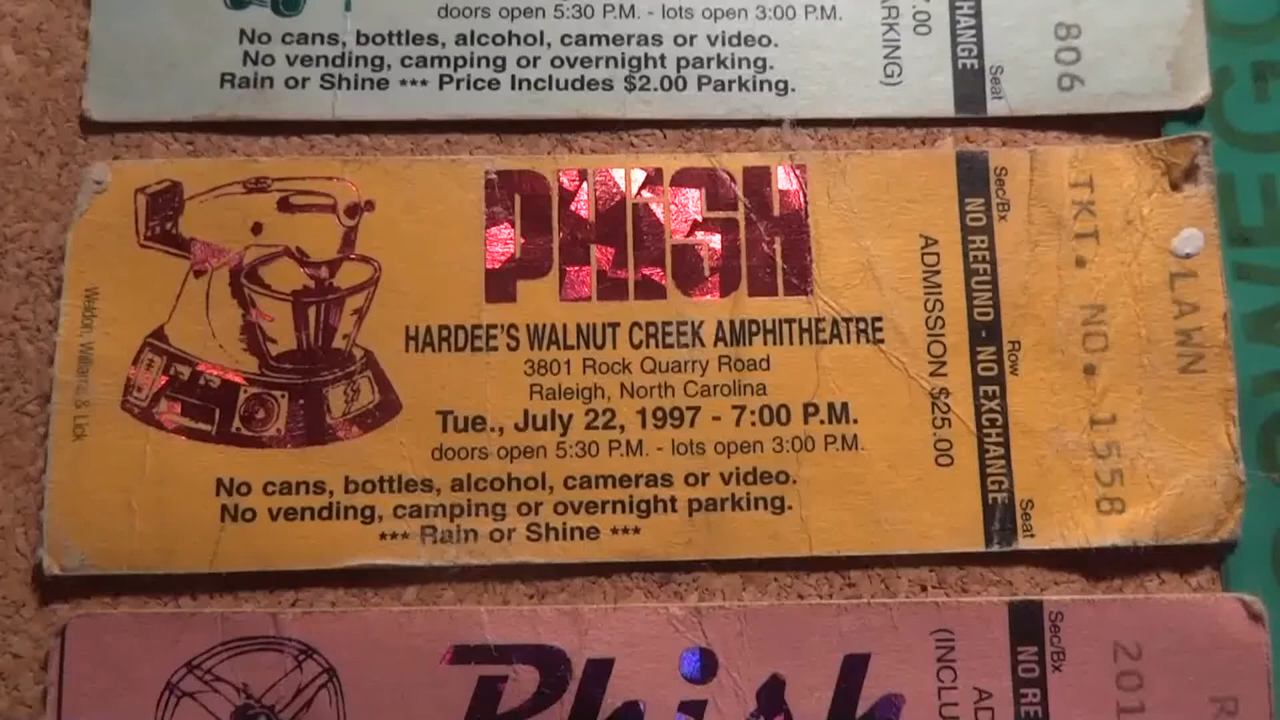 doors open 5:30 P.M. - lots open 3:00 P.M.
No cans, bottles, alcohol, cameras or video.
No vending, camping or overnight parking.
Rain or Shine *** Price Includes $2.00 Parking.
.00
ARKING)
CHANGE
Seat
806
PHiSH
HARDEE'S WALNUT CREEK AMPHITHEATRE
3801 Rock Quarry Road
Raleigh, North Carolina
Tue., July 22, 1997 - 7:00 P.M.
doors open 5:30 P.M. - lots open 3:00 P.M.
No cans, bottles, alcohol, cameras or video.
No vending, camping or overnight parking.
*** Rain or Shine ***
Weldon, Williams & Lick
ADMISSION $25.00
NO REFUND - NO EXCHANGE
Sec/Bx
Row
Seat
TKT. NO. 1558
LAWN
Phish
(INCLU
AD
NO RE
Sec/Bx
201
R